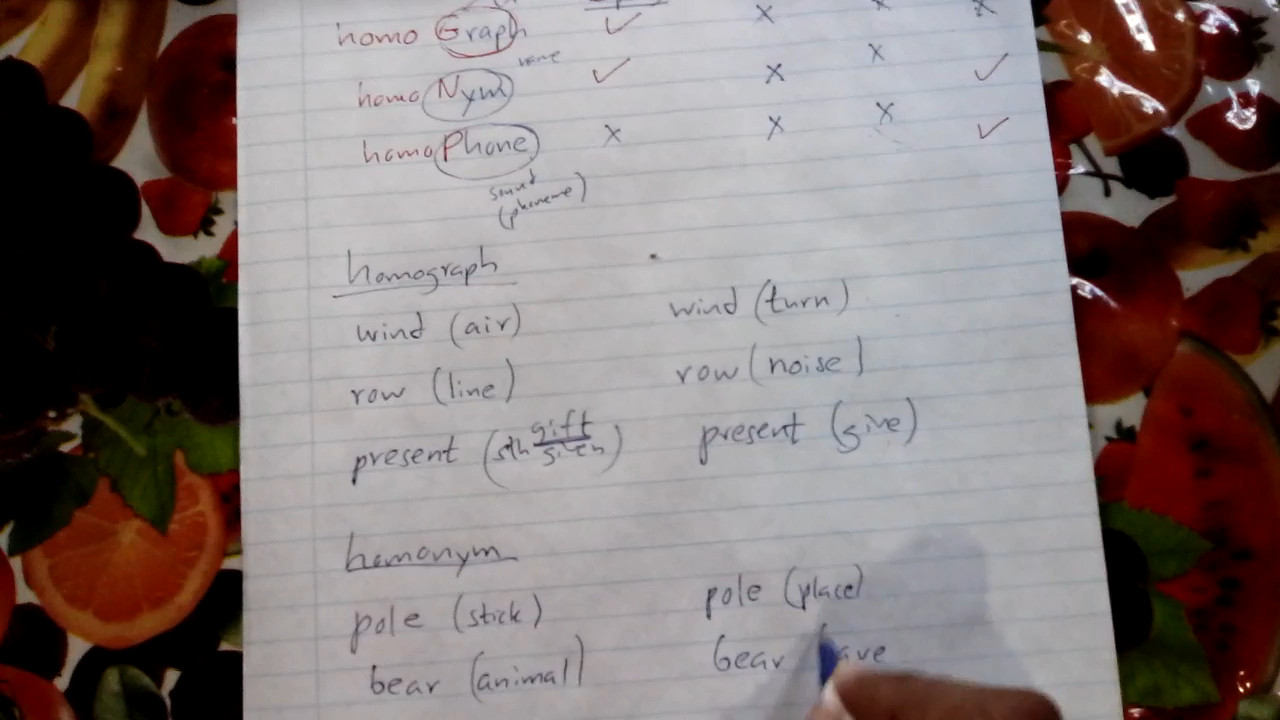 homo Graph ✓ x x x
name
homo Nym ✓ x x ✓
homo Phone x x x ✓
sound
(phoneme)
homograph
wind (air) wind (turn)
row (line) row (noise)
gift
present (sth given) present (give)
homonym
pole (stick) pole (place)
bear (animal) bear